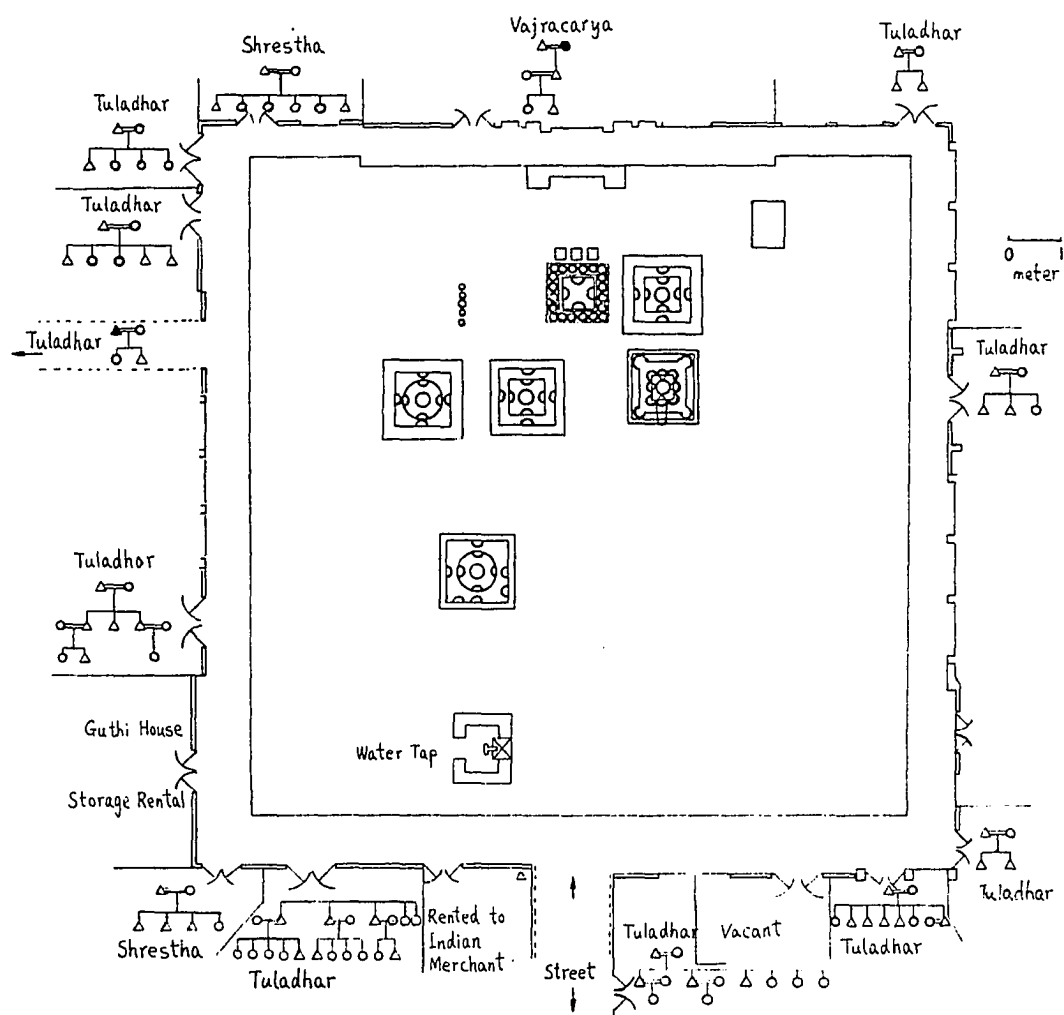 Vajracarya
Tuladhar
Shrestha
Tuladhar
Tuladhar
0 1
meter
Tuladhar
Tuladhar
Tuladhor
Guthi House
Water Tap
Storage Rental
Tuladhar
Shrestha
Tuladhar
Rented to
Indian
Merchant
Street
Tuladhar
Vacant
Tuladhar